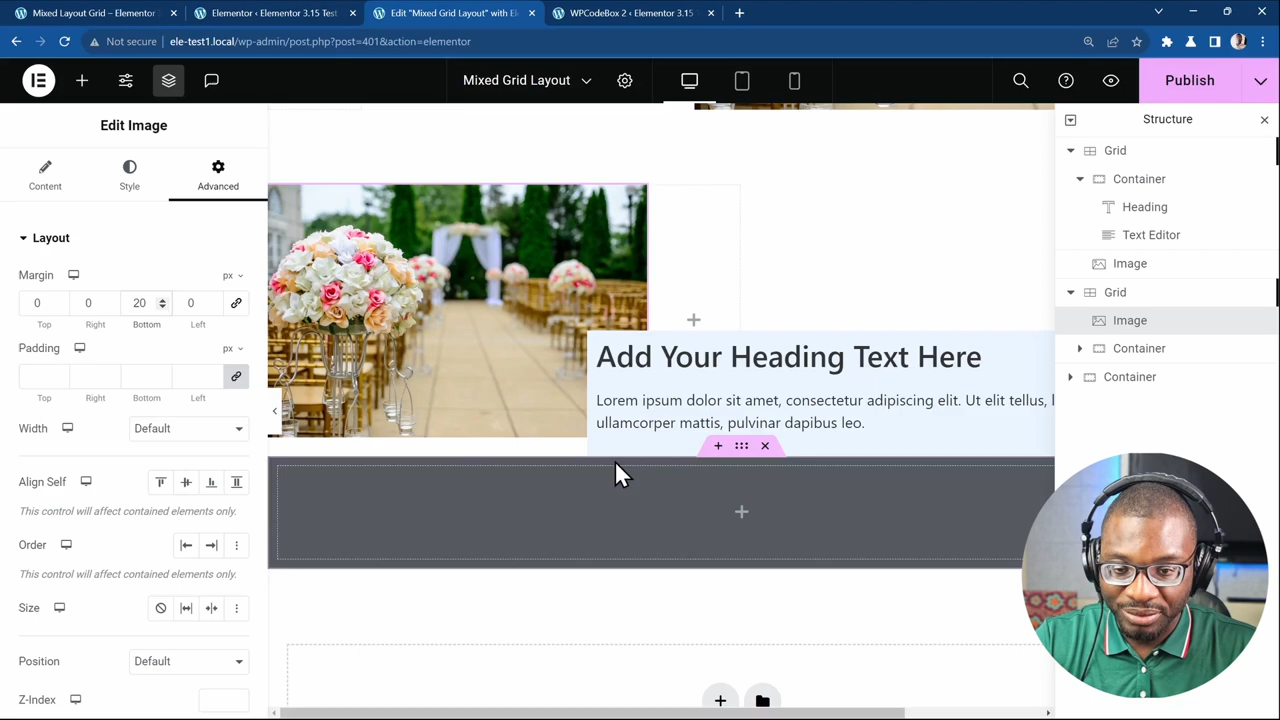 Mixed Layout Grid – Elementor
Elementor ‹ Elementor 3.15 Test
Edit "Mixed Grid Layout" with El
WPCodeBox 2 ‹ Elementor 3.15
Not secure
ele-test1.local/wp-admin/post.php?post=401&action=elementor
Mixed Grid Layout
Publish
Edit Image
Content
Style
Advanced
Layout
Margin
px
0
0
20
0
Top
Right
Bottom
Left
Padding
px
Top
Right
Bottom
Left
Width
Default
Align Self
This control will affect contained elements only.
Order
This control will affect contained elements only.
Size
Position
Default
Z-Index
Add Your Heading Text Here
Lorem ipsum dolor sit amet, consectetur adipiscing elit. Ut elit tellus, l
ullamcorper mattis, pulvinar dapibus leo.
Structure
Grid
Container
Heading
Text Editor
Image
Grid
Image
Container
Container